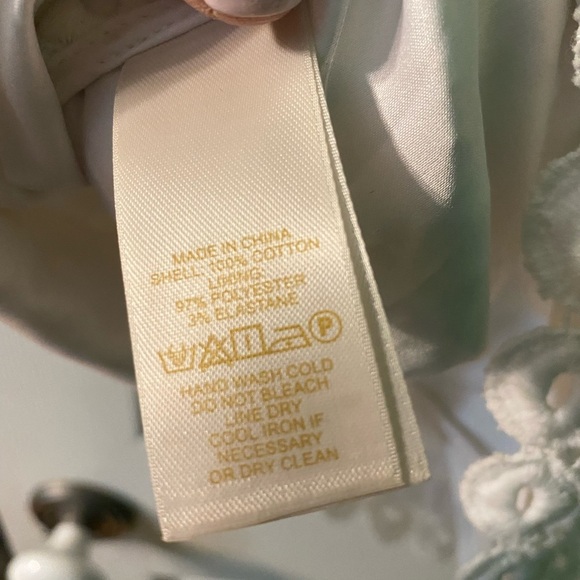 MADE IN CHINA
SHELL: 100% COTTON
LINING:
97% POLYESTER
3% ELASTANE
P
HAND WASH COLD
DO NOT BLEACH
LINE DRY
COOL IRON IF
NECESSARY
OR DRY CLEAN